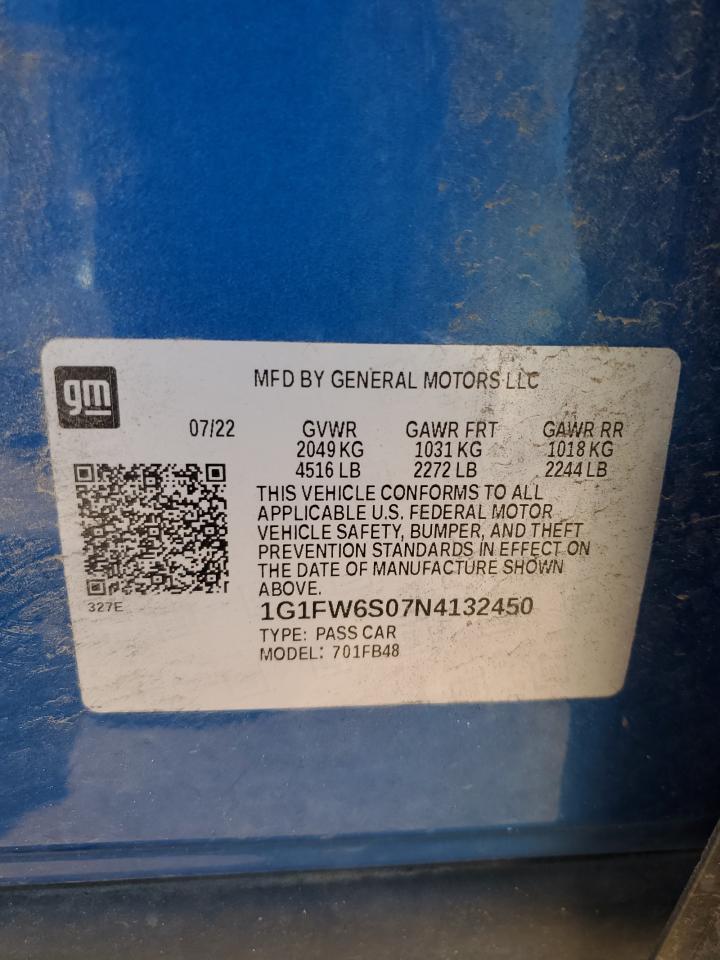 gm
MFD BY GENERAL MOTORS LLC
07/22 GVWR GAWR FRT GAWR RR
2049 KG 1031 KG 1018 KG
4516 LB 2272 LB 2244 LB
THIS VEHICLE CONFORMS TO ALL
APPLICABLE U.S. FEDERAL MOTOR
VEHICLE SAFETY, BUMPER, AND THEFT
PREVENTION STANDARDS IN EFFECT ON
THE DATE OF MANUFACTURE SHOWN
ABOVE.
327E
1G1FW6S07N4132450
TYPE: PASS CAR
MODEL: 701FB48